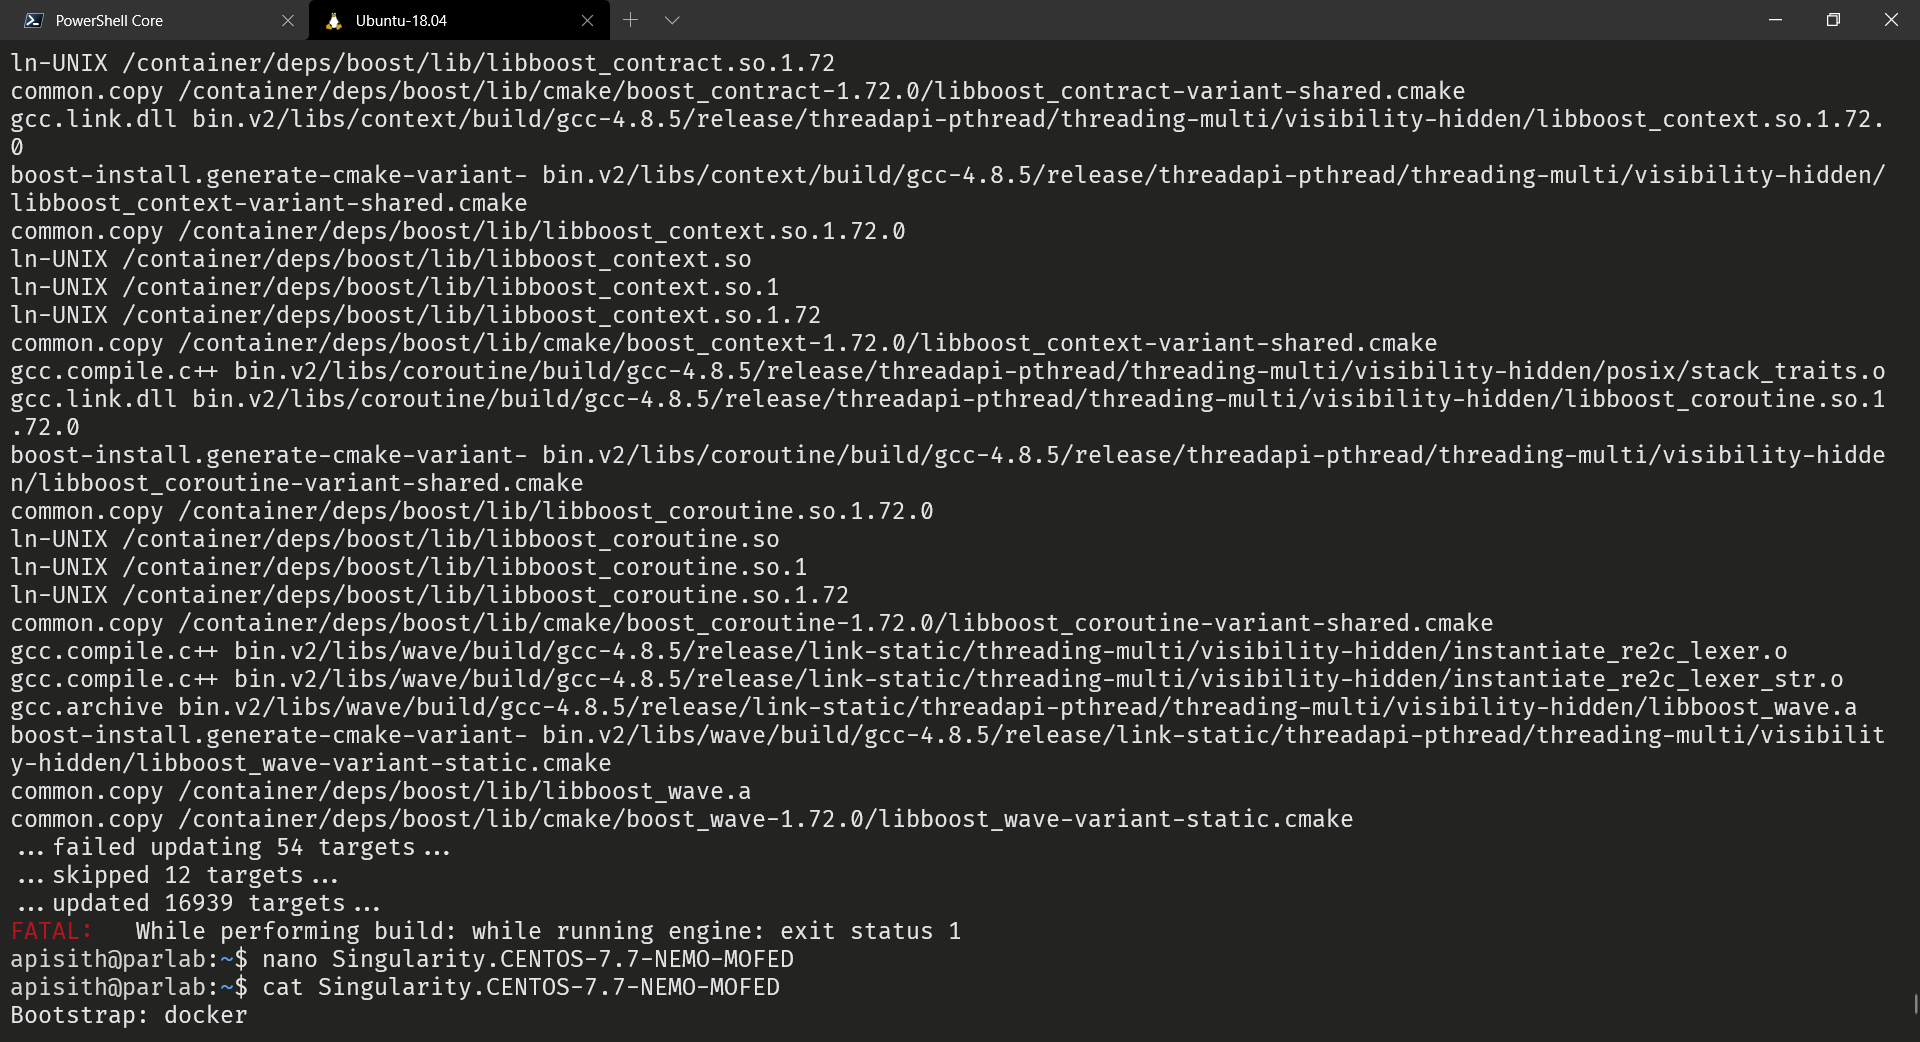 PowerShell Core
Ubuntu-18.04
ln-UNIX /container/deps/boost/lib/libboost_contract.so.1.72
common.copy /container/deps/boost/lib/cmake/boost_contract-1.72.0/libboost_contract-variant-shared.cmake
gcc.link.dll bin.v2/libs/context/build/gcc-4.8.5/release/threadapi-pthread/threading-multi/visibility-hidden/libboost_context.so.1.72.
0
boost-install.generate-cmake-variant- bin.v2/libs/context/build/gcc-4.8.5/release/threadapi-pthread/threading-multi/visibility-hidden/
libboost_context-variant-shared.cmake
common.copy /container/deps/boost/lib/libboost_context.so.1.72.0
ln-UNIX /container/deps/boost/lib/libboost_context.so
ln-UNIX /container/deps/boost/lib/libboost_context.so.1
ln-UNIX /container/deps/boost/lib/libboost_context.so.1.72
common.copy /container/deps/boost/lib/cmake/boost_context-1.72.0/libboost_context-variant-shared.cmake
gcc.compile.c++ bin.v2/libs/coroutine/build/gcc-4.8.5/release/threadapi-pthread/threading-multi/visibility-hidden/posix/stack_traits.o
gcc.link.dll bin.v2/libs/coroutine/build/gcc-4.8.5/release/threadapi-pthread/threading-multi/visibility-hidden/libboost_coroutine.so.1
.72.0
boost-install.generate-cmake-variant- bin.v2/libs/coroutine/build/gcc-4.8.5/release/threadapi-pthread/threading-multi/visibility-hidde
n/libboost_coroutine-variant-shared.cmake
common.copy /container/deps/boost/lib/libboost_coroutine.so.1.72.0
ln-UNIX /container/deps/boost/lib/libboost_coroutine.so
ln-UNIX /container/deps/boost/lib/libboost_coroutine.so.1
ln-UNIX /container/deps/boost/lib/libboost_coroutine.so.1.72
common.copy /container/deps/boost/lib/cmake/boost_coroutine-1.72.0/libboost_coroutine-variant-shared.cmake
gcc.compile.c++ bin.v2/libs/wave/build/gcc-4.8.5/release/link-static/threading-multi/visibility-hidden/instantiate_re2c_lexer.o
gcc.compile.c++ bin.v2/libs/wave/build/gcc-4.8.5/release/link-static/threading-multi/visibility-hidden/instantiate_re2c_lexer_str.o
gcc.archive bin.v2/libs/wave/build/gcc-4.8.5/release/link-static/threadapi-pthread/threading-multi/visibility-hidden/libboost_wave.a
boost-install.generate-cmake-variant- bin.v2/libs/wave/build/gcc-4.8.5/release/link-static/threadapi-pthread/threading-multi/visibilit
y-hidden/libboost_wave-variant-static.cmake
common.copy /container/deps/boost/lib/libboost_wave.a
common.copy /container/deps/boost/lib/cmake/boost_wave-1.72.0/libboost_wave-variant-static.cmake
...failed updating 54 targets...
...skipped 12 targets...
...updated 16939 targets...
FATAL:   While performing build: while running engine: exit status 1
apisith@parlab:~$ nano Singularity.CENTOS-7.7-NEMO-MOFED
apisith@parlab:~$ cat Singularity.CENTOS-7.7-NEMO-MOFED
Bootstrap: docker